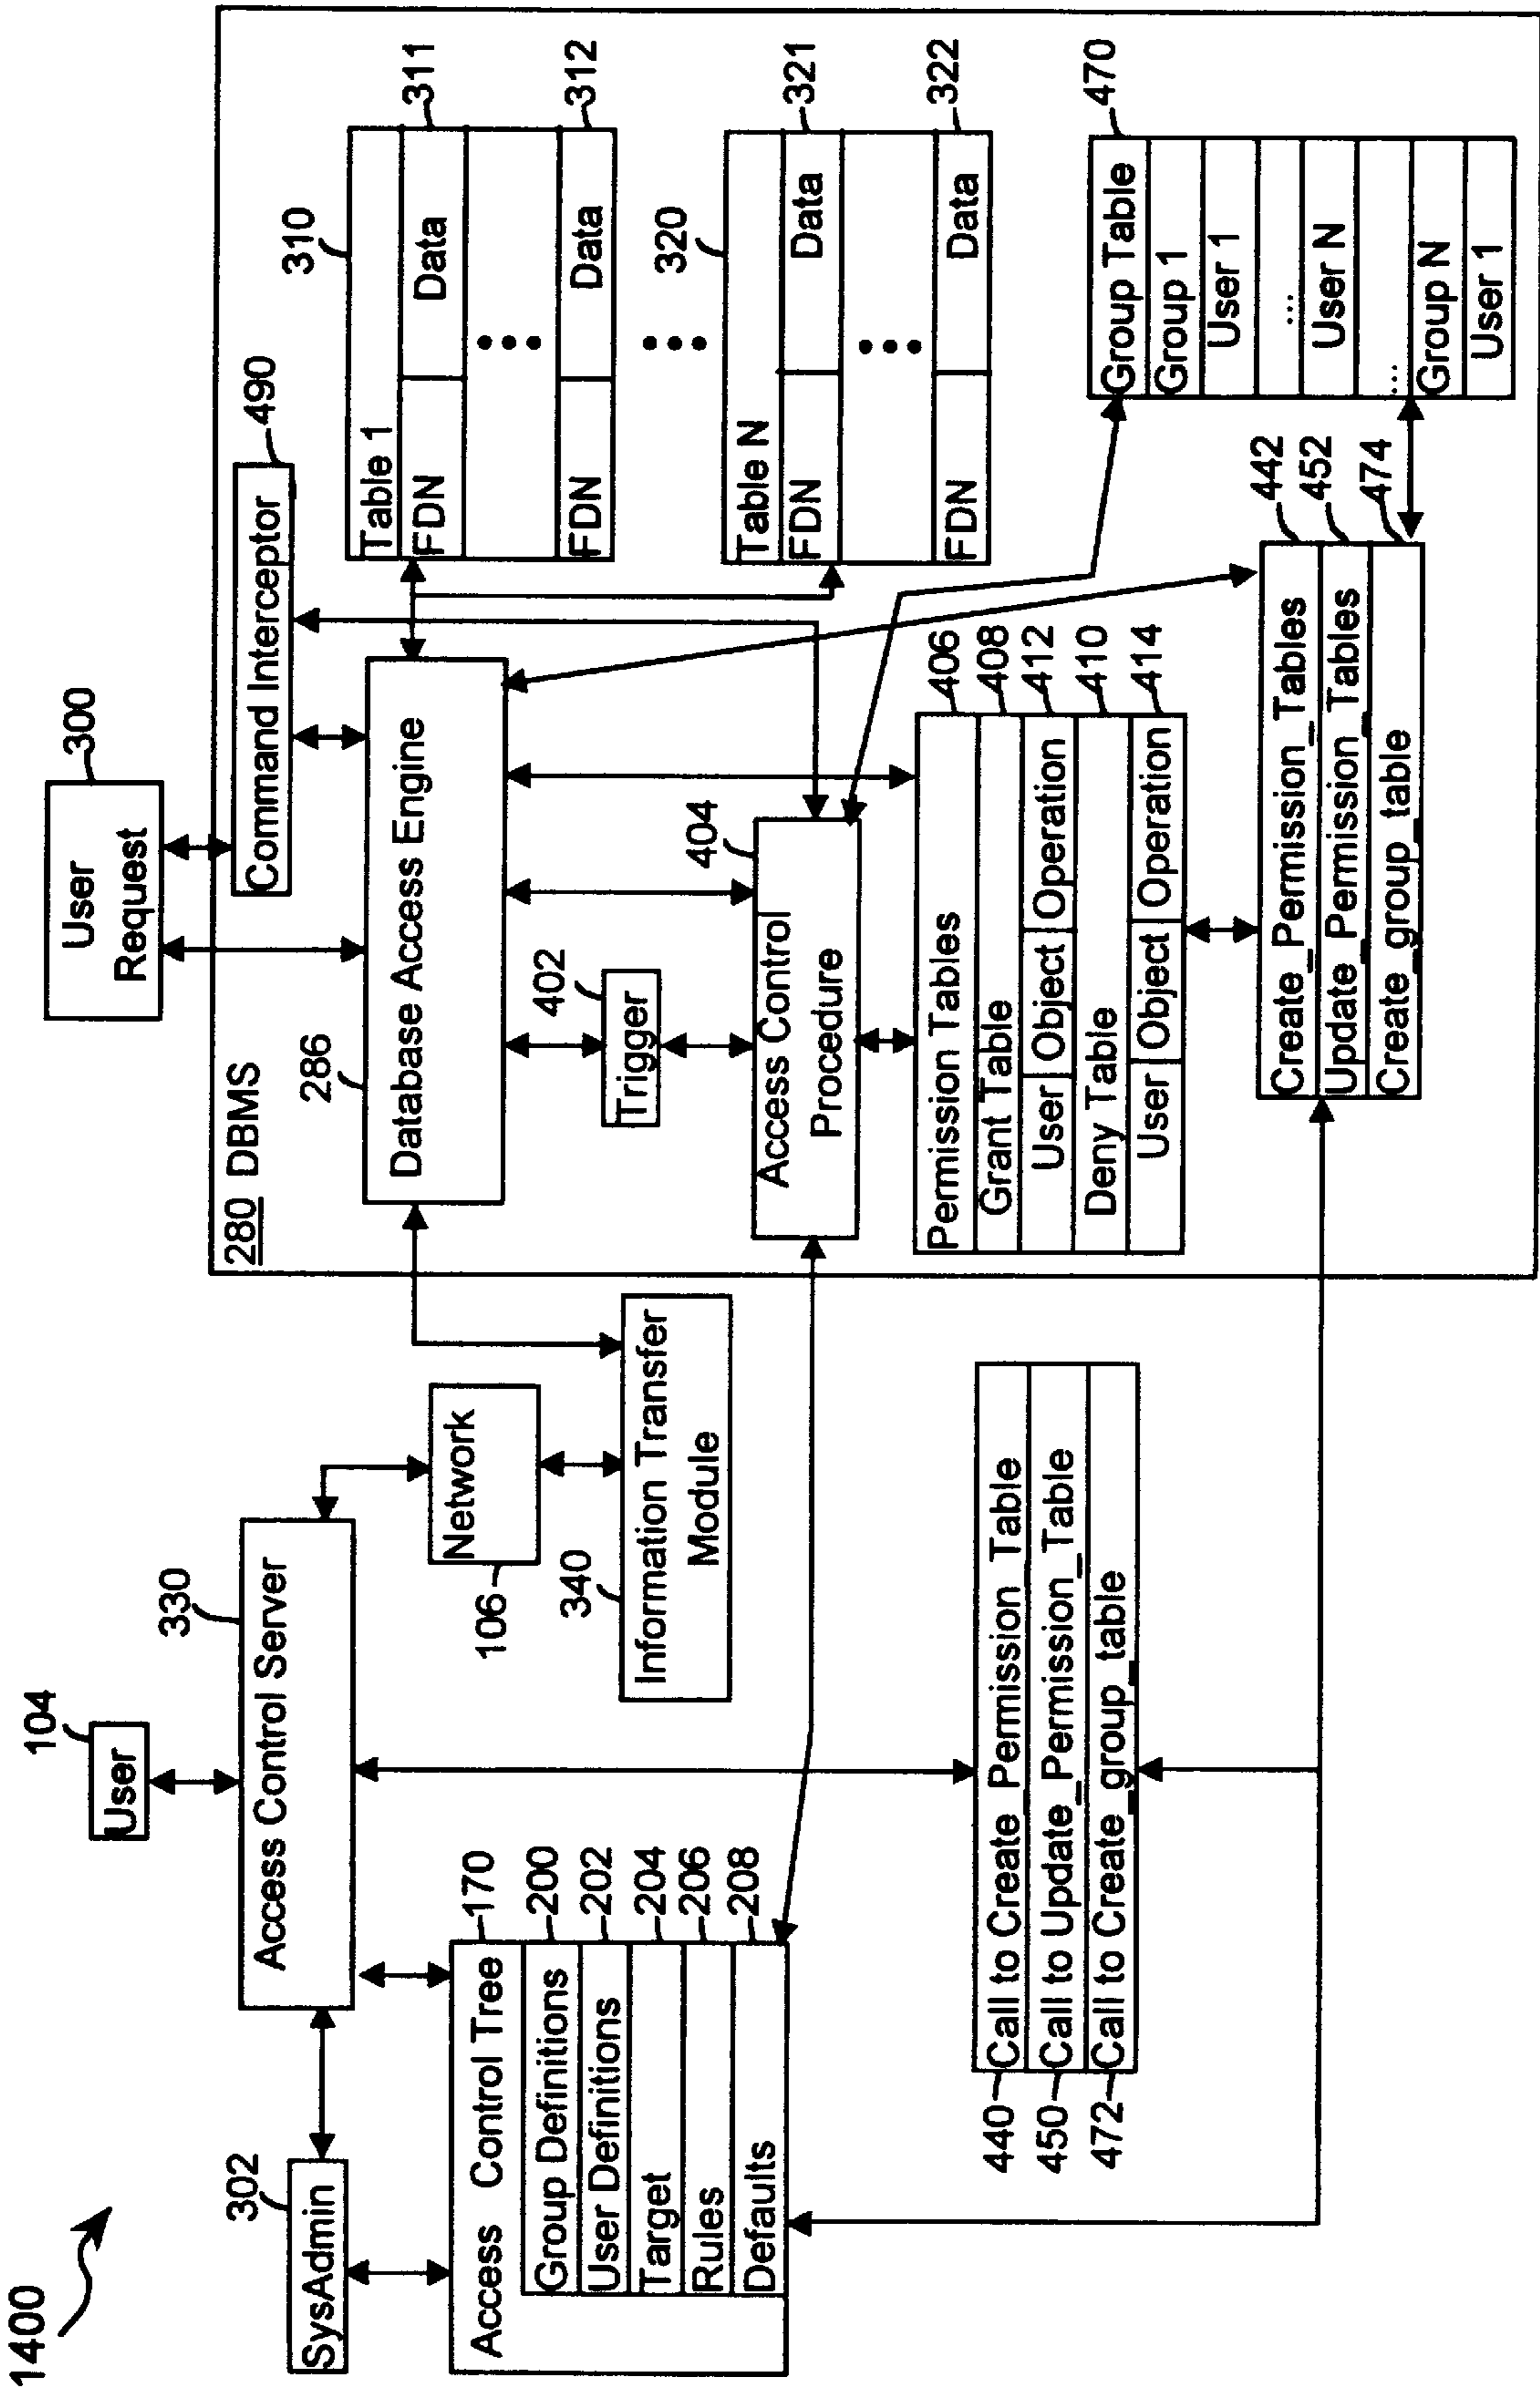 1400
302
SysAdmin
104
User
330
Access Control Server
Access Control Tree
170
Group Definitions
200
User Definitions
202
Target
204
Rules
206
Defaults
208
Network
106
340
Information Transfer
Module
440
Call to Create_Permission_Table
450
Call to Update_Permission_Table
472
Call to Create_group_table
300
User
Request
280 DBMS
286
Command Interceptor
490
Database Access Engine
402
Trigger
404
Access Control
Procedure
Permission Tables
406
Grant Table
408
User Object Operation
412
Deny Table
410
User Object Operation
414
Create_Permission_Tables
442
Update_Permission_Tables
452
Create_group_table
474
310
Table 1
FDN Data
311
FDN Data
312
320
Table N
FDN Data
321
FDN Data
322
Group Table
470
Group 1
User 1
...
User N
...
Group N
User 1